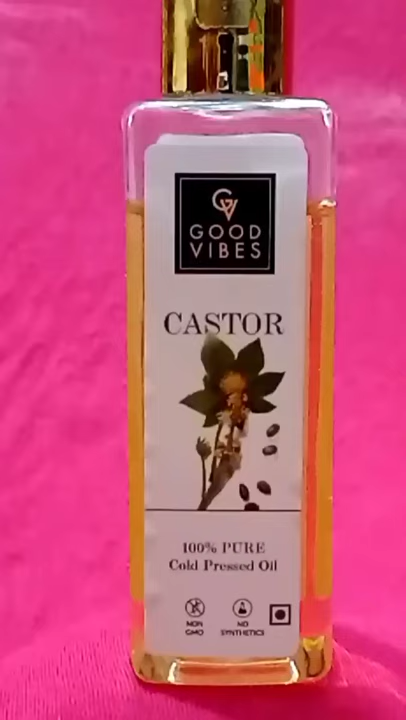 GV
GOOD
VIBES
CASTOR
100% PURE
Cold Pressed Oil
NON
GMO
NO
SYNTHETICS